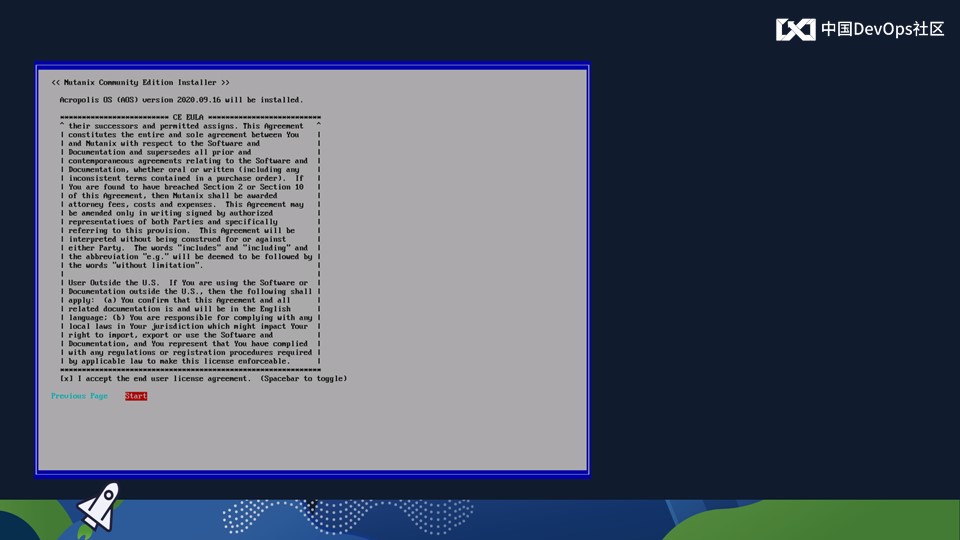 中国DevOps社区
<< Nutanix Community Edition Installer >>
Acropolis OS (AOS) version 2020.09.16 will be installed.
************************* CE EULA **************************
^ their successors and permitted assigns. This Agreement ^
| constitutes the entire and sole agreement between You |
| and Nutanix with respect to the Software and |
| Documentation and supersedes all prior and |
| contemporaneous agreements relating to the Software and |
| Documentation, whether oral or written (including any |
| inconsistent terms contained in a purchase order). If |
| You are found to have breached Section 2 or Section 10 |
| of this Agreement, then Nutanix shall be awarded |
| attorney fees, costs and expenses. This Agreement may |
| be amended only in writing signed by authorized |
| representatives of both Parties and specifically |
| referring to this provision. This Agreement will be |
| interpreted without being construed for or against |
| either Party. The words "includes" and "including" and |
| the abbreviation "e.g." will be deemed to be followed by |
| the words "without limitation". |
| |
| User Outside the U.S. If You are using the Software or |
| Documentation outside the U.S., then the following shall |
| apply: (a) You confirm that this Agreement and all |
| related documentation is and will be in the English |
| language; (b) You are responsible for complying with any |
| local laws in Your jurisdiction which might impact Your |
| right to import, export or use the Software and |
| Documentation, and You represent that You have complied |
| with any regulations or registration procedures required |
| by applicable law to make this license enforceable. |
************************************************************
[x] I accept the end user license agreement. (Spacebar to toggle)
Previous Page Start